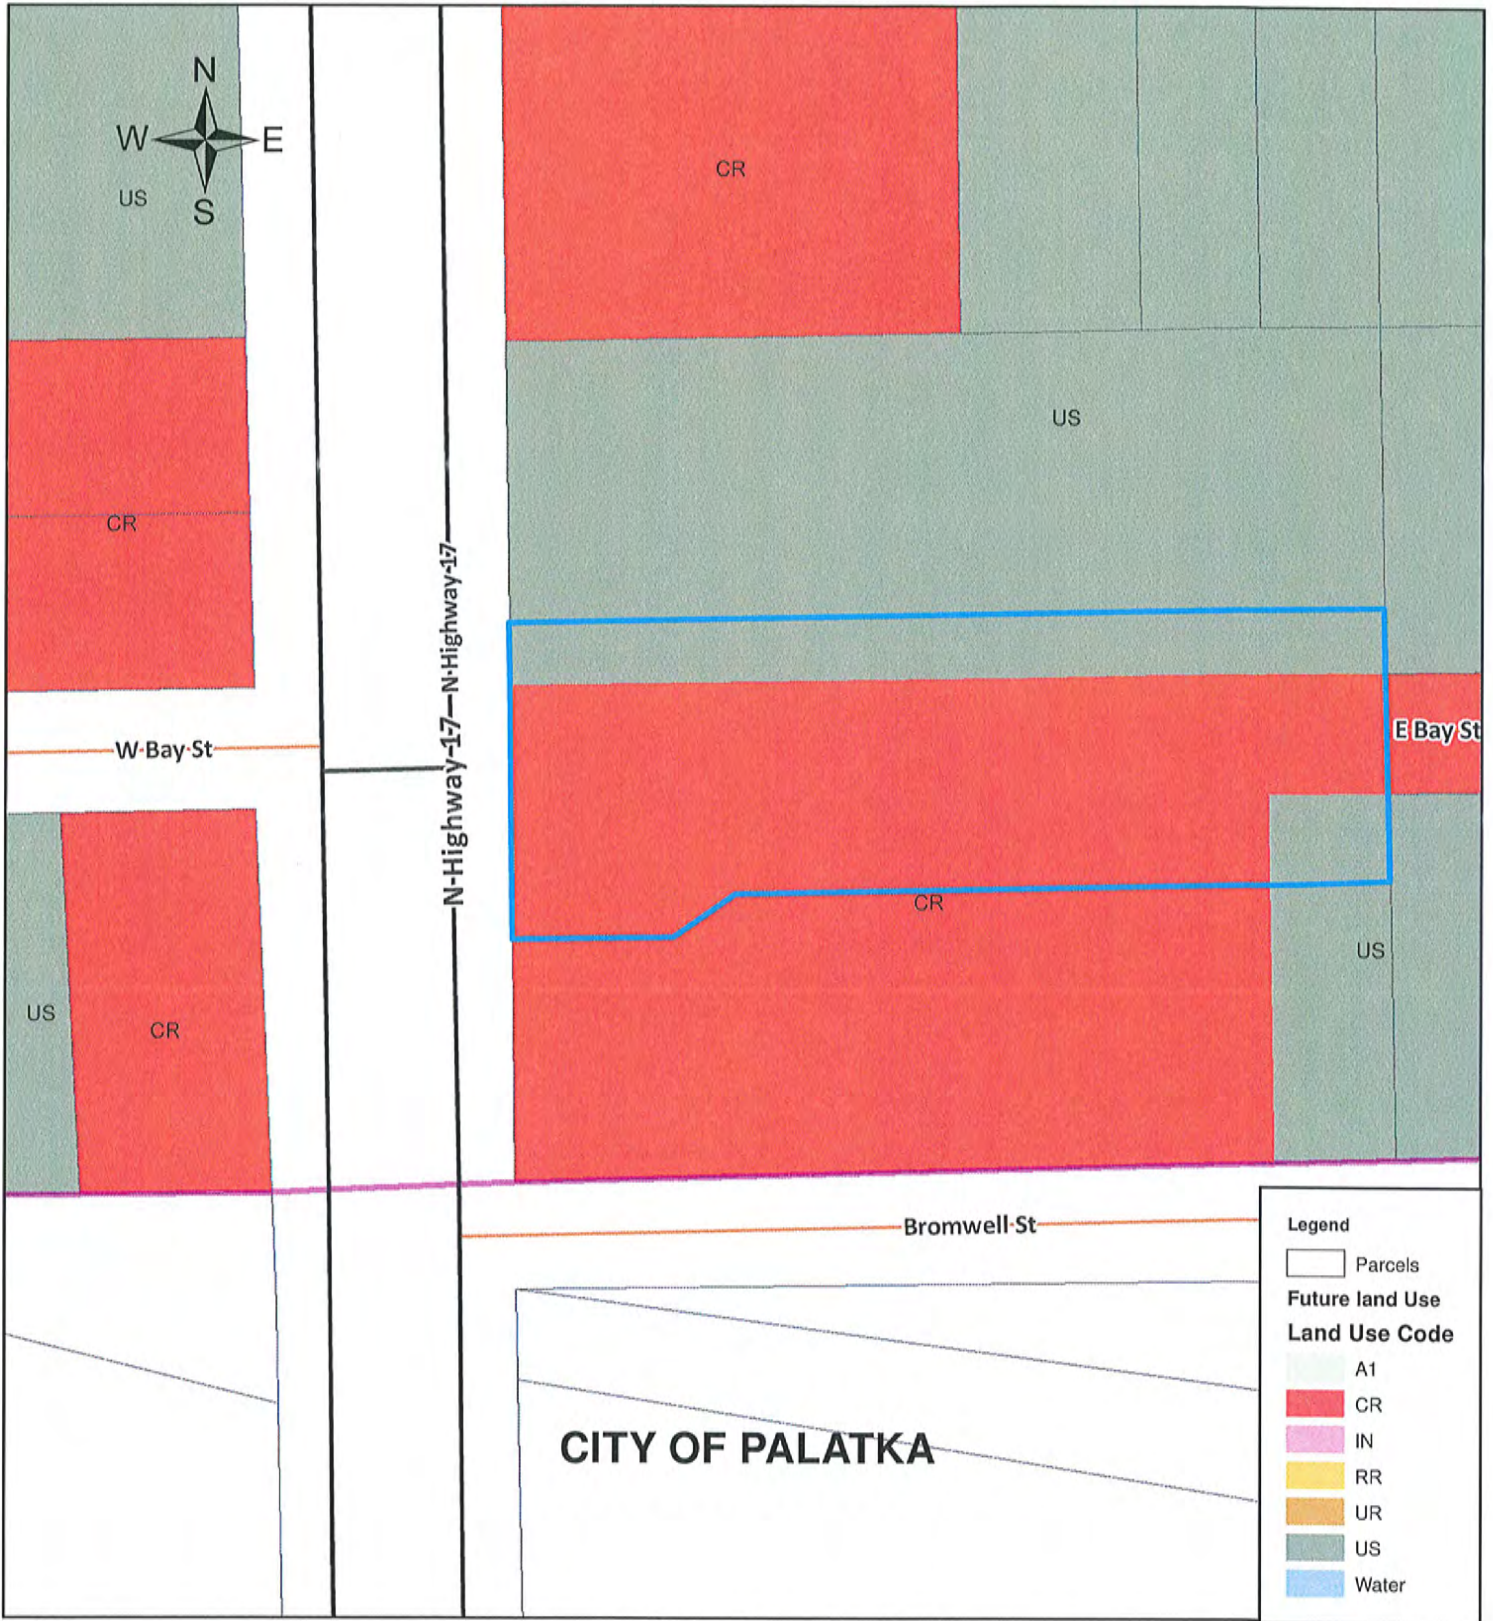 N
W E
S
US
CR
US
CR
N-Highway-17
N-Highway-17
W-Bay-St
E Bay St
CR
US
US
CR
Bromwell-St
CITY OF PALATKA
Legend
Parcels
Future land Use
Land Use Code
A1
CR
IN
RR
UR
US
Water